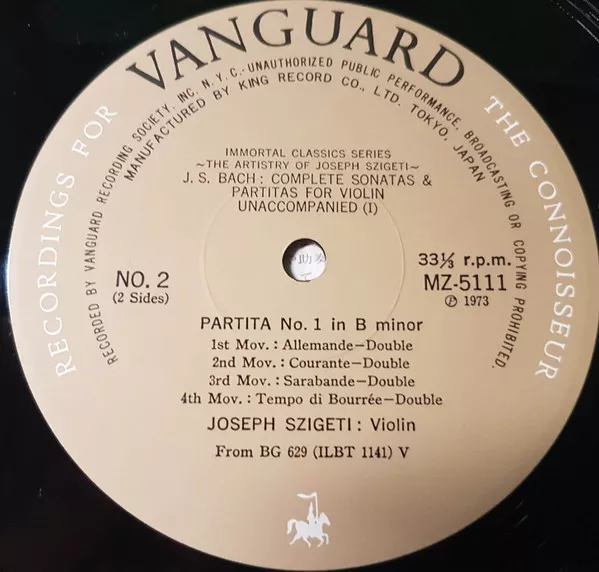 RECORDINGS FOR
VANGUARD
THE CONNOISSEUR
RECORDED BY VANGUARD RECORDING SOCIETY, INC. N.Y.C.·UNAUTHORIZED PUBLIC PERFORMANCE, BROADCASTING OR COPYING PROHIBITED.
MANUFACTURED BY KING RECORD CO., LTD. TOKYO, JAPAN
IMMORTAL CLASSICS SERIES
~THE ARTISTRY OF JOSEPH SZIGETI~
J. S. BACH : COMPLETE SONATAS &
PARTITAS FOR VIOLIN
UNACCOMPANIED (I)
NO. 2
(2 Sides)
33⅓ r.p.m.
MZ-5111
Ⓟ 1973
PARTITA No. 1 in B minor
1st Mov. : Allemande–Double
2nd Mov. : Courante–Double
3rd Mov. : Sarabande–Double
4th Mov. : Tempo di Bourrée–Double
JOSEPH SZIGETI : Violin
From BG 629 (ILBT 1141) V